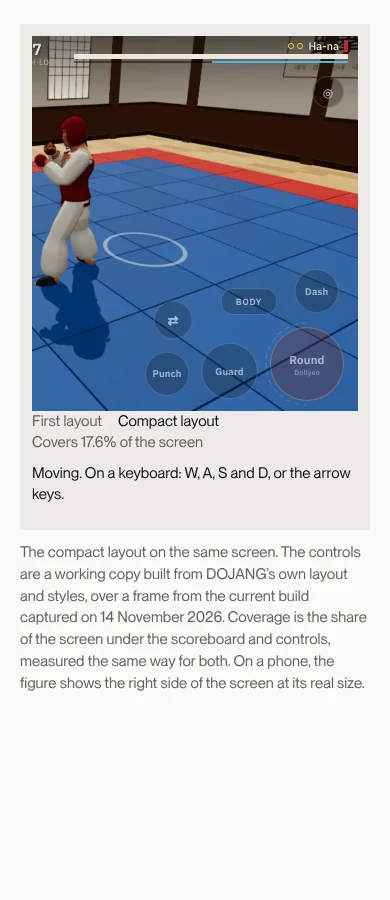 7
Ha-na
BODY
Dash
Punch
Guard
Round
Dollyeo
First layout Compact layout
Covers 17.6% of the screen
Moving. On a keyboard: W, A, S and D, or the arrow
keys.
The compact layout on the same screen. The controls
are a working copy built from DOJANG's own layout
and styles, over a frame from the current build
captured on 14 November 2026. Coverage is the share
of the screen under the scoreboard and controls,
measured the same way for both. On a phone, the
figure shows the right side of the screen at its real size.